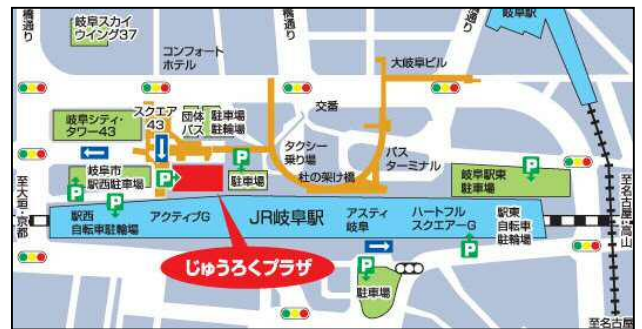 橋通り
岐阜スカイ
ウイング37
コンフォート
ホテル
橋通り
通り
岐阜駅
大岐阜ビル
岐阜シティ・
タワー43
スクエア
43
団体
バス
駐車場
駐輪場
交番
タクシー
乗り場
バス
ターミナル
杜の架け橋
岐阜市
駅西駐車場
P
P
P
駐車場
岐阜駅東
駐車場
P
至大垣・京都
P
P
駅西
自転車駐輪場
アクティブG
JR岐阜駅
アスティ
岐阜
ハートフル
スクエアーG
P
駅東
自転車
駐輪場
至名古屋・高山
じゅうろくプラザ
P
駐車場
至名古屋